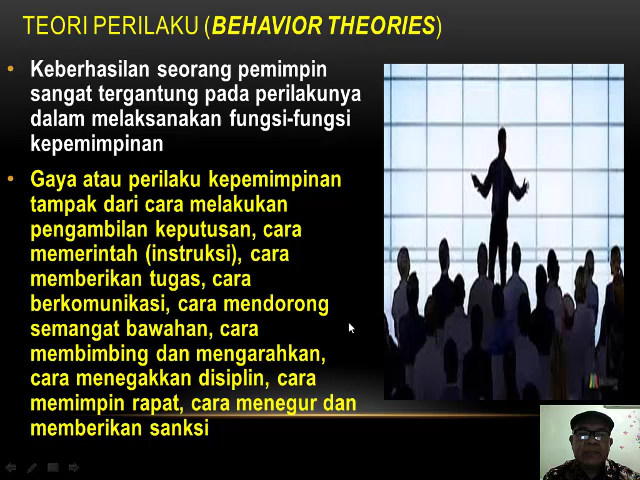 TEORI PERILAKU (BEHAVIOR THEORIES)
• Keberhasilan seorang pemimpin
sangat tergantung pada perilakunya
dalam melaksanakan fungsi-fungsi
kepemimpinan
• Gaya atau perilaku kepemimpinan
tampak dari cara melakukan
pengambilan keputusan, cara
memerintah (instruksi), cara
memberikan tugas, cara
berkomunikasi, cara mendorong
semangat bawahan, cara
membimbing dan mengarahkan,
cara menegakkan disiplin, cara
memimpin rapat, cara menegur dan
memberikan sanksi